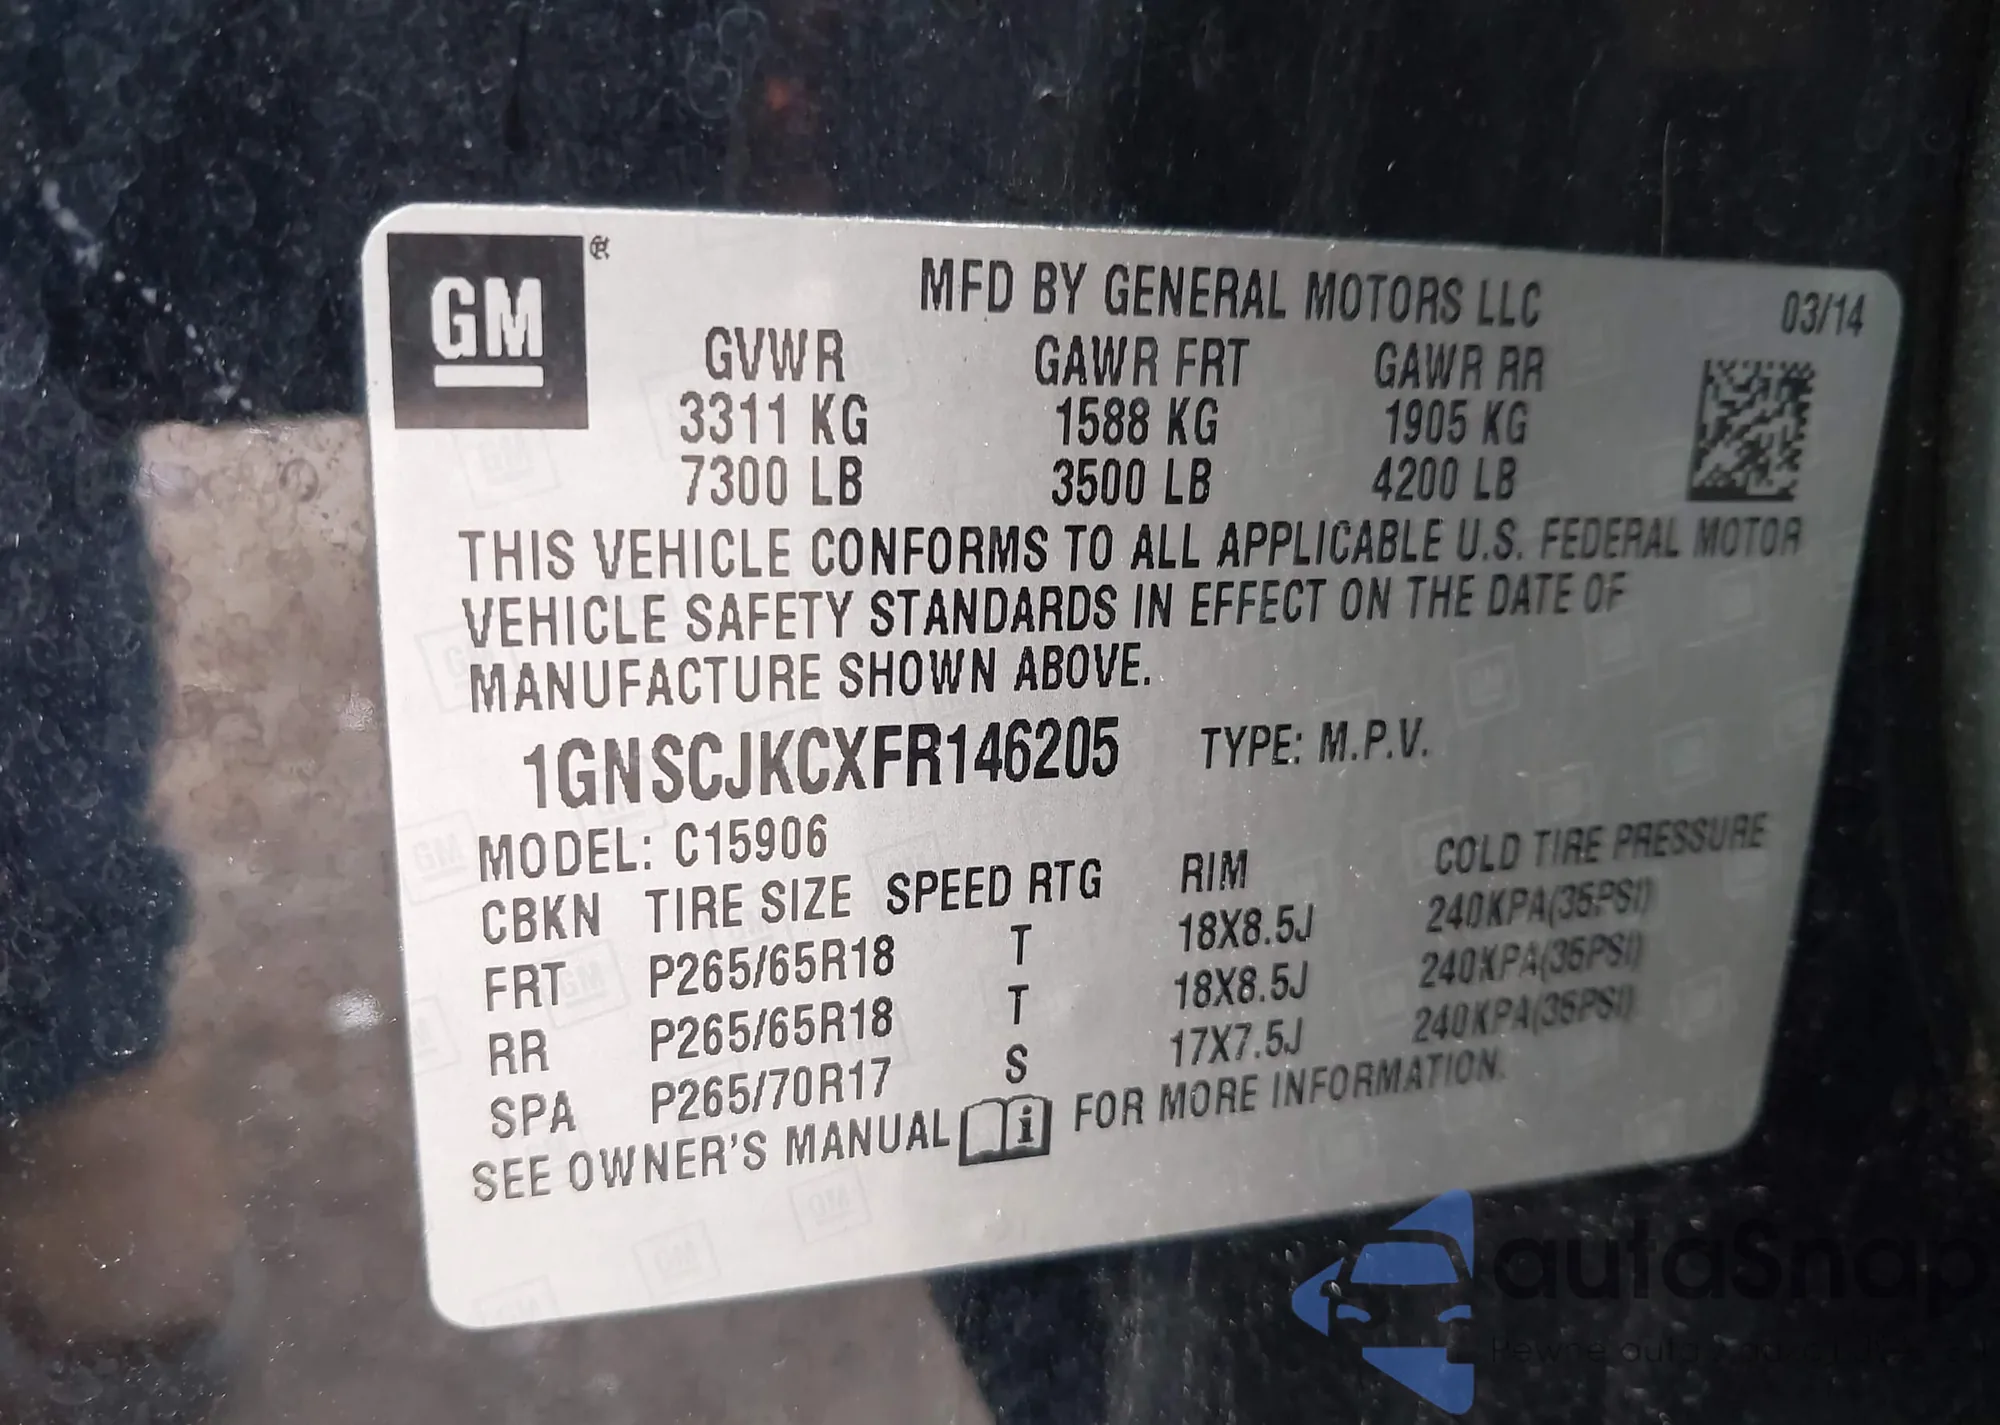 GM ®
MFD BY GENERAL MOTORS LLC 03/14
GVWR GAWR FRT GAWR RR
3311 KG 1588 KG 1905 KG
7300 LB 3500 LB 4200 LB
THIS VEHICLE CONFORMS TO ALL APPLICABLE U.S. FEDERAL MOTOR
VEHICLE SAFETY STANDARDS IN EFFECT ON THE DATE OF
MANUFACTURE SHOWN ABOVE.
1GNSCJKCXFR146205 TYPE: M.P.V.
MODEL: C15906
CBKN TIRE SIZE SPEED RTG RIM COLD TIRE PRESSURE
FRT P265/65R18 T 18X8.5J 240KPA(35PSI)
RR P265/65R18 T 18X8.5J 240KPA(35PSI)
SPA P265/70R17 S 17X7.5J 240KPA(35PSI)
SEE OWNER'S MANUAL FOR MORE INFORMATION.
autaSnap
Pewne auta